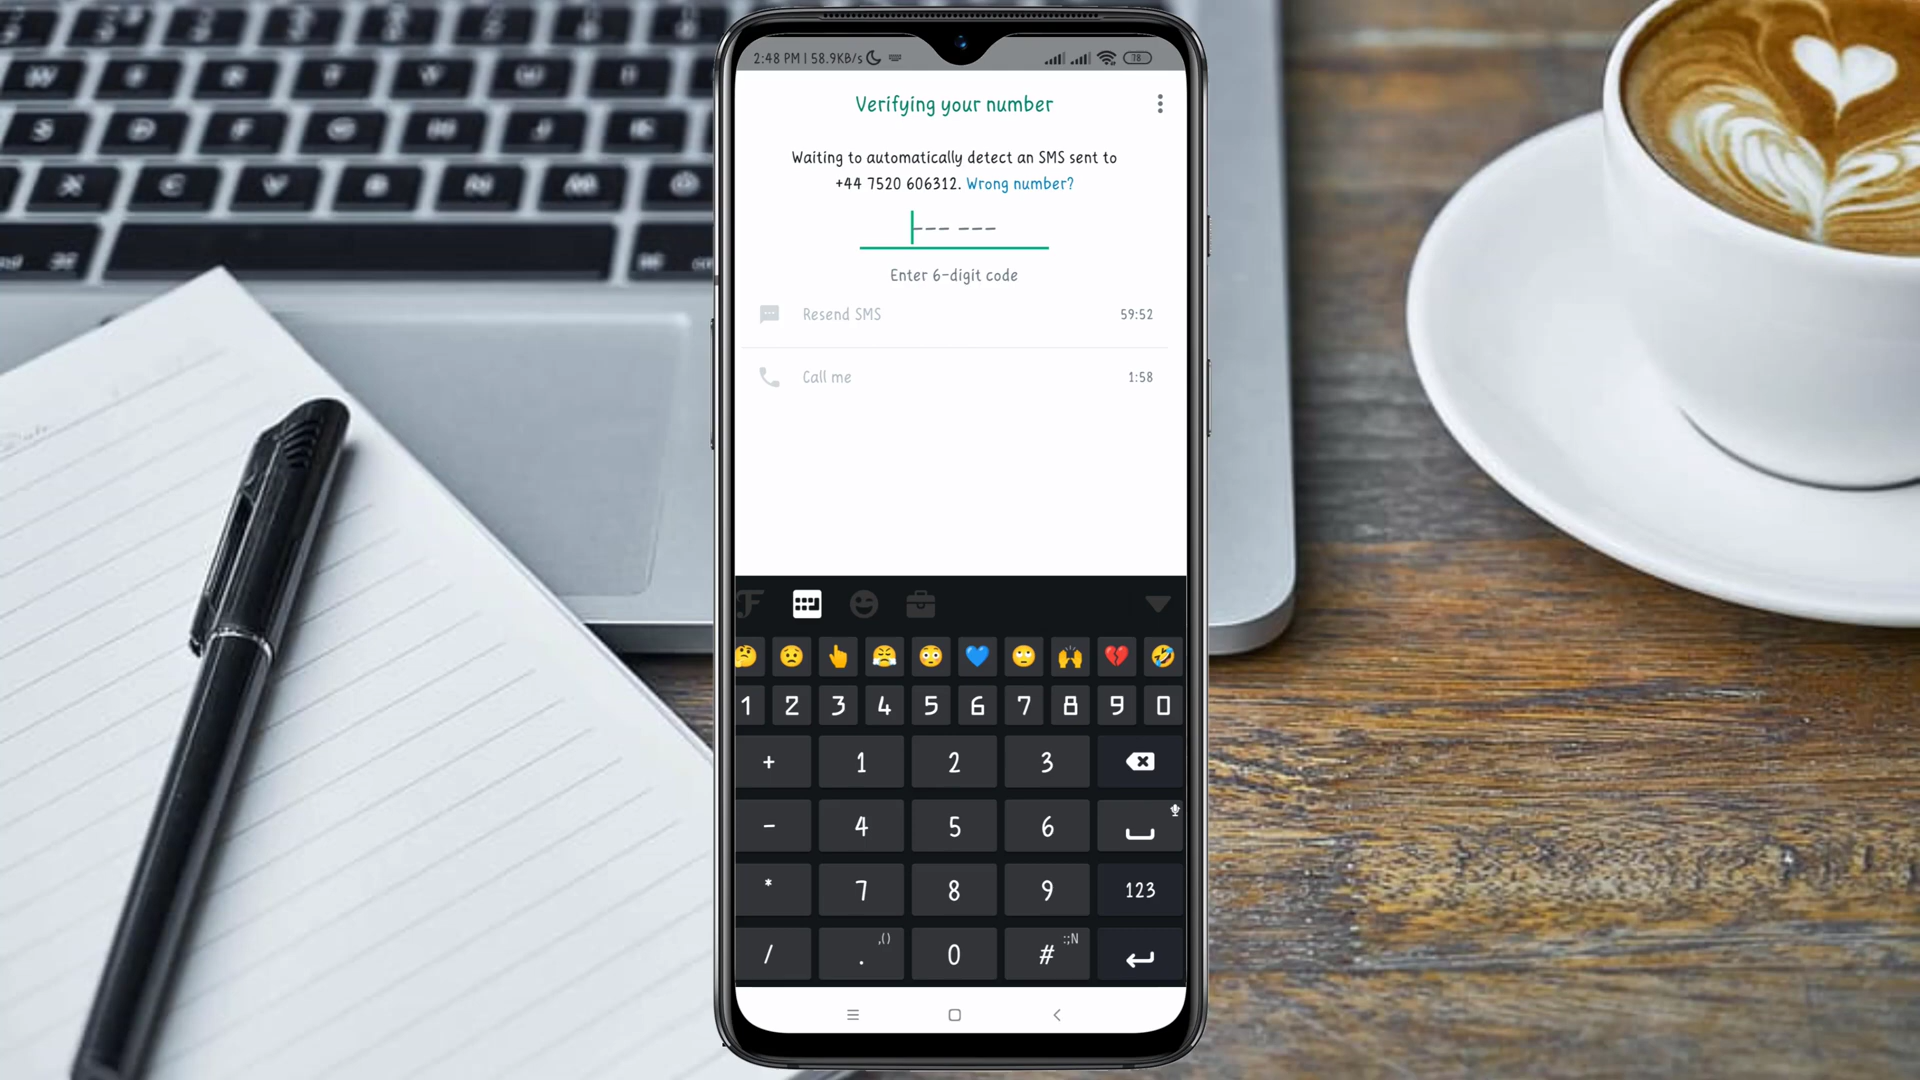 2:48 PM | 58.9KB/s
78
Verifying your number
Waiting to automatically detect an SMS sent to
+44 7520 606312. Wrong number?
--- ---
Enter 6-digit code
Resend SMS 59:52
Call me 1:58
1 2 3 4 5 6 7 8 9 0
+ 1 2 3
- 4 5 6
* 7 8 9 123
,() :;N
/ . 0 #